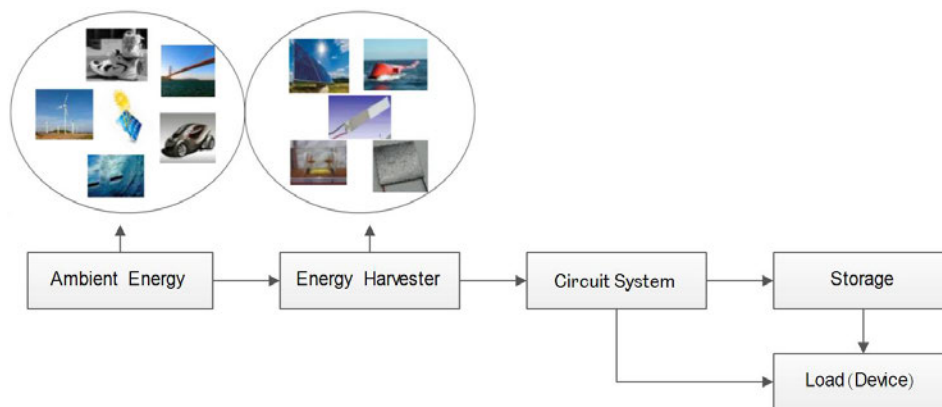 Ambient Energy
Energy Harvester
Circuit System
Storage
Load (Device)